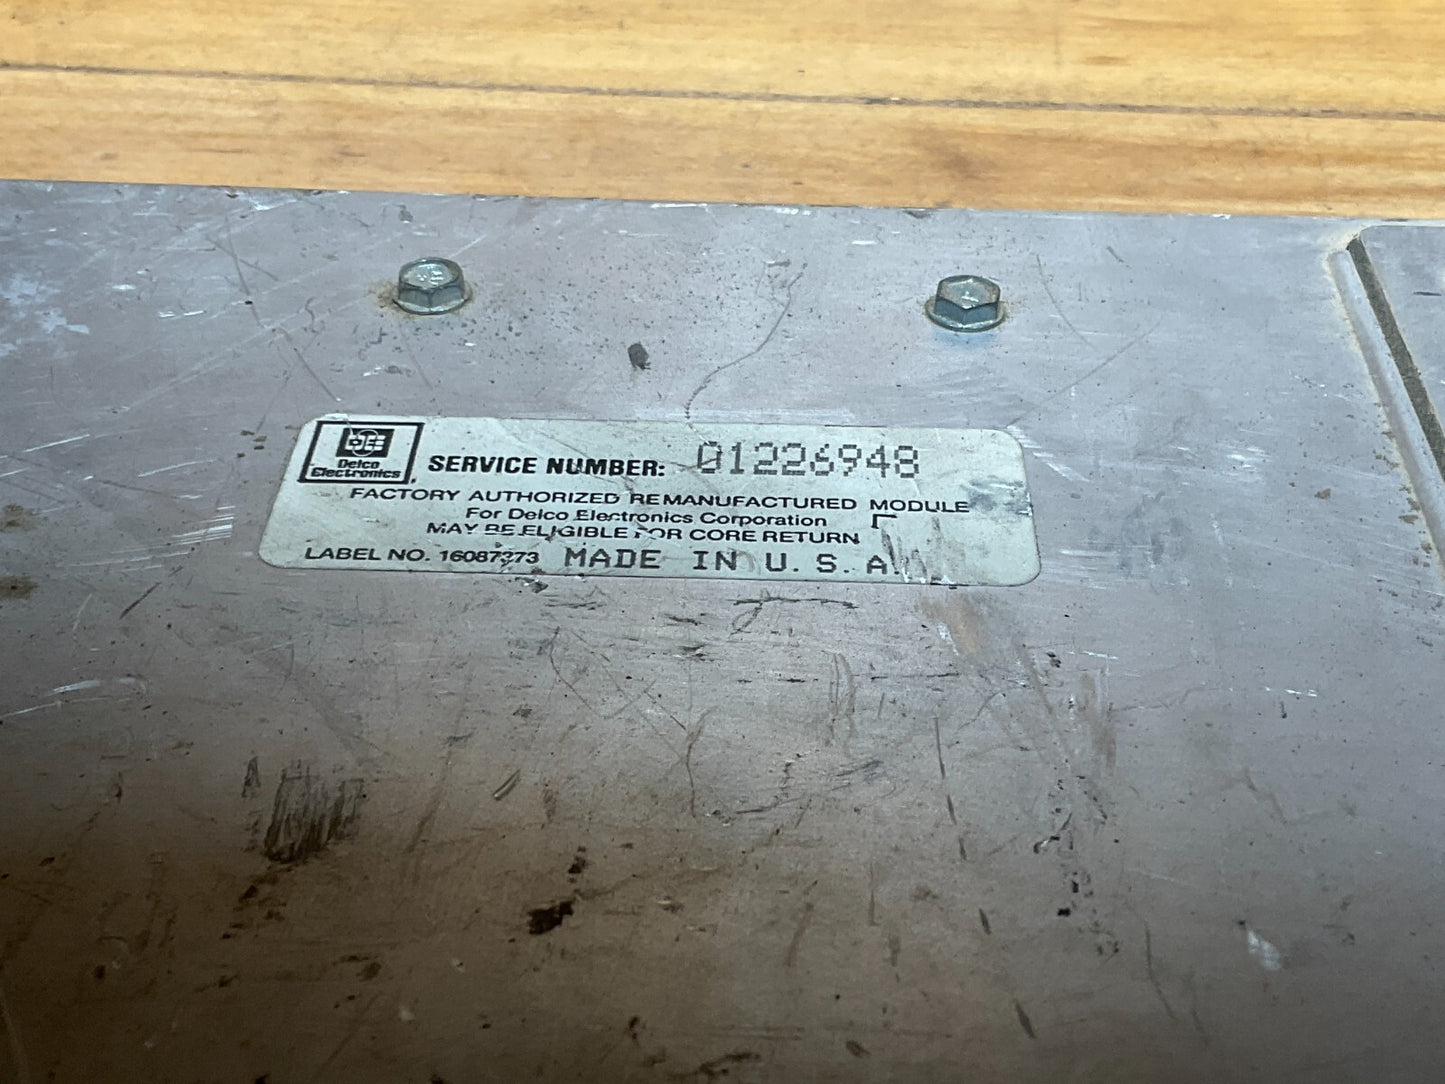 Delco
Electronics
SERVICE NUMBER: 01226948
FACTORY AUTHORIZED REMANUFACTURED MODULE
For Delco Electronics Corporation
MAY BE ELIGIBLE FOR CORE RETURN
LABEL NO. 16087373 MADE IN U.S.A.